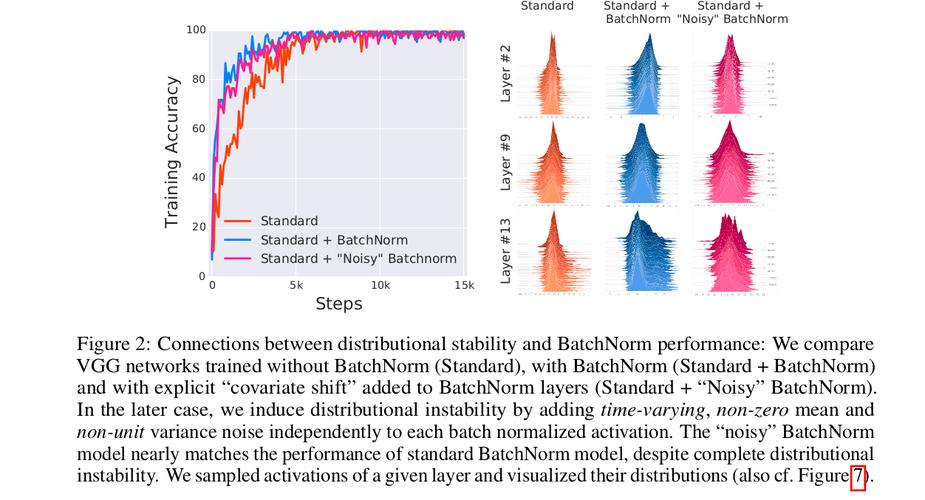 Standard
Standard +
BatchNorm
Standard +
"Noisy" BatchNorm
100
80
60
40
20
0
Training Accuracy
Standard
Standard + BatchNorm
Standard + "Noisy" Batchnorm
0
5k
10k
15k
Steps
Layer #2
Layer #9
Layer #13
Figure 2: Connections between distributional stability and BatchNorm performance: We compare
VGG networks trained without BatchNorm (Standard), with BatchNorm (Standard + BatchNorm)
and with explicit “covariate shift” added to BatchNorm layers (Standard + “Noisy” BatchNorm).
In the later case, we induce distributional instability by adding time-varying, non-zero mean and
non-unit variance noise independently to each batch normalized activation. The “noisy” BatchNorm
model nearly matches the performance of standard BatchNorm model, despite complete distributional
instability. We sampled activations of a given layer and visualized their distributions (also cf. Figure 7).